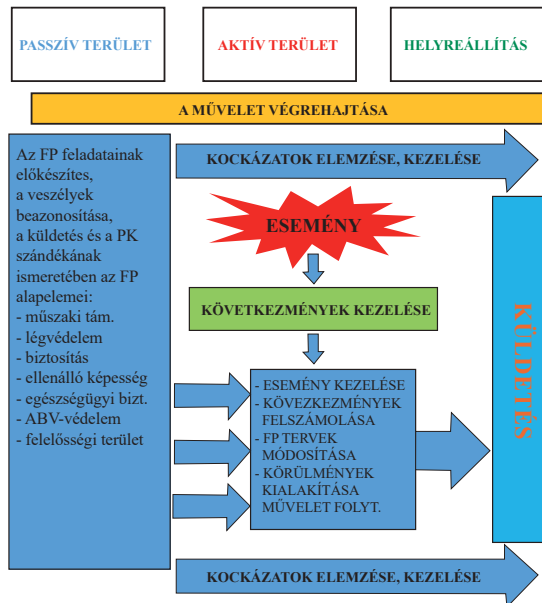 PASSZÍV TERÜLET
AKTÍV TERÜLET
HELYREÁLLÍTÁS
A MŰVELET VÉGREHAJTÁSA
Az FP feladatainak
előkészítes,
a veszélyek
beazonosítása,
a küldetés és a PK
szándékának
ismeretében az FP
alapelemei:
- műszaki tám.
- légvédelem
- biztosítás
- ellenálló képesség
- egészségügyi bizt.
- ABV-védelem
- felelősségi terület
KOCKÁZATOK ELEMZÉSE, KEZELÉSE
ESEMÉNY
KÖVETKEZMÉNYEK KEZELÉSE
- ESEMÉNY KEZELÉSE
- KÖVEZKEZMÉNYEK
FELSZÁMOLÁSA
- FP TERVEK
MÓDOSÍTÁSA
- KÖRÜLMÉNYEK
KIALAKÍTÁSA
MŰVELET FOLYT.
KÜLDETÉS
KOCKÁZATOK ELEMZÉSE, KEZELÉSE